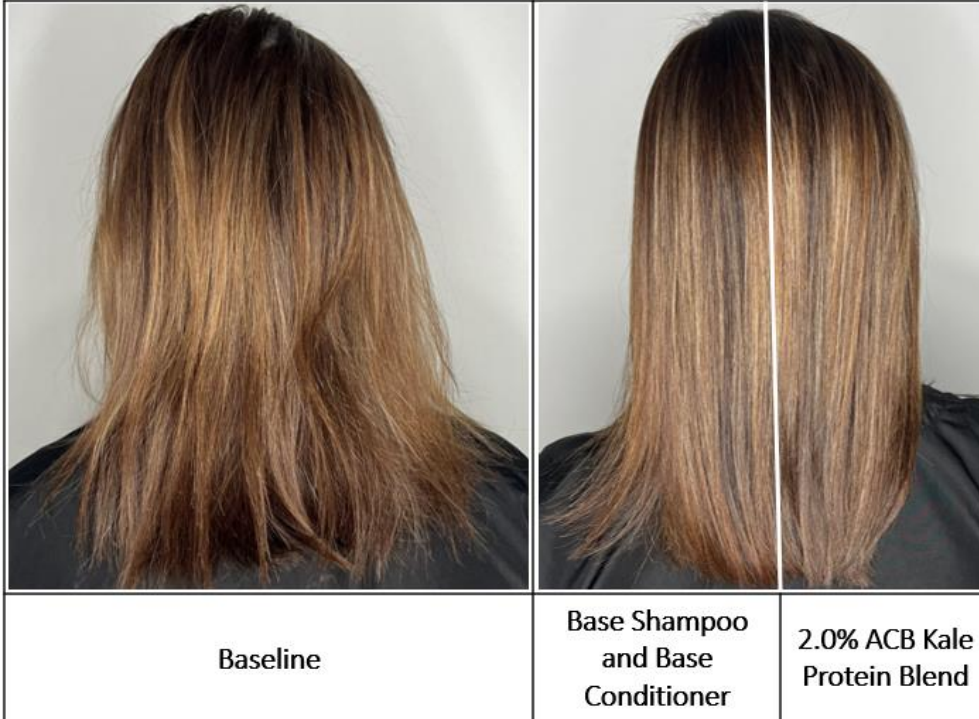 Baseline
Base Shampoo
and Base
Conditioner
2.0% ACB Kale
Protein Blend